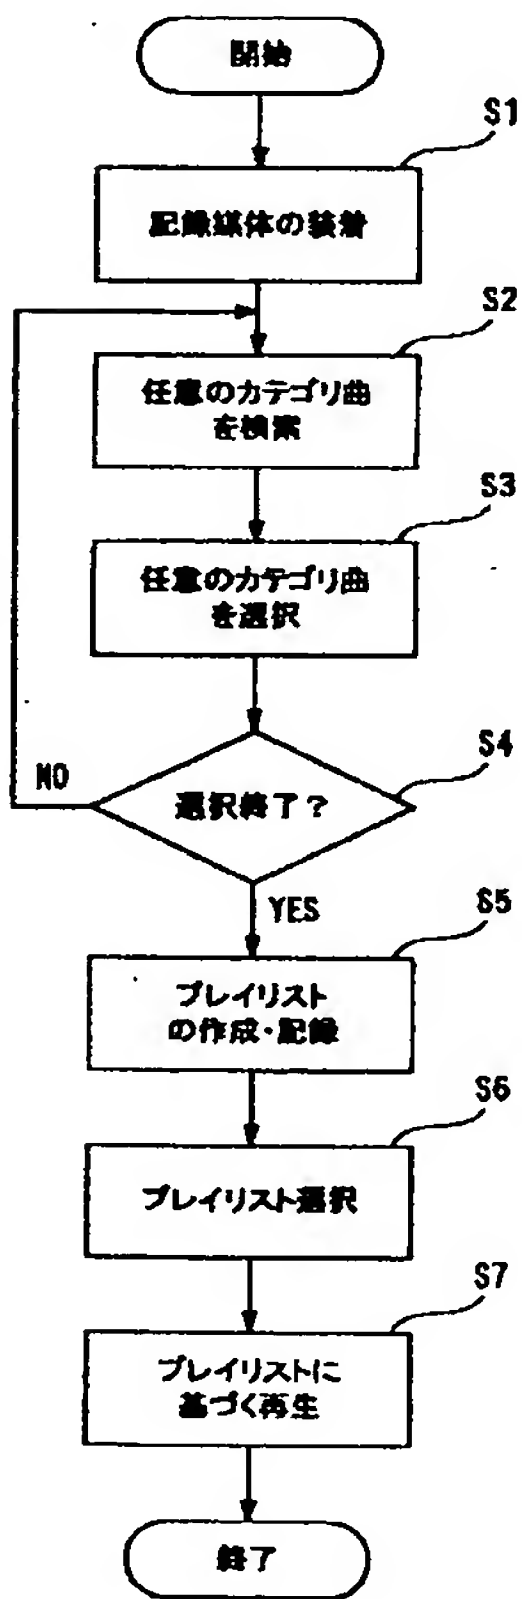 開始
S1
記録媒体の装着
S2
任意のカテゴリ曲
を検索
S3
任意のカテゴリ曲
を選択
S4
NO
選択終了？
YES
S5
プレイリスト
の作成・記録
S6
プレイリスト選択
S7
プレイリストに
基づく再生
終了